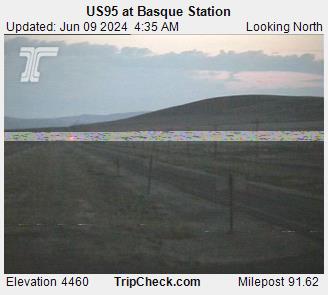 US95 at Basque Station
Updated: Jun 09 2024 4:35 AM Looking North
Elevation 4460 TripCheck.com Milepost 91.62